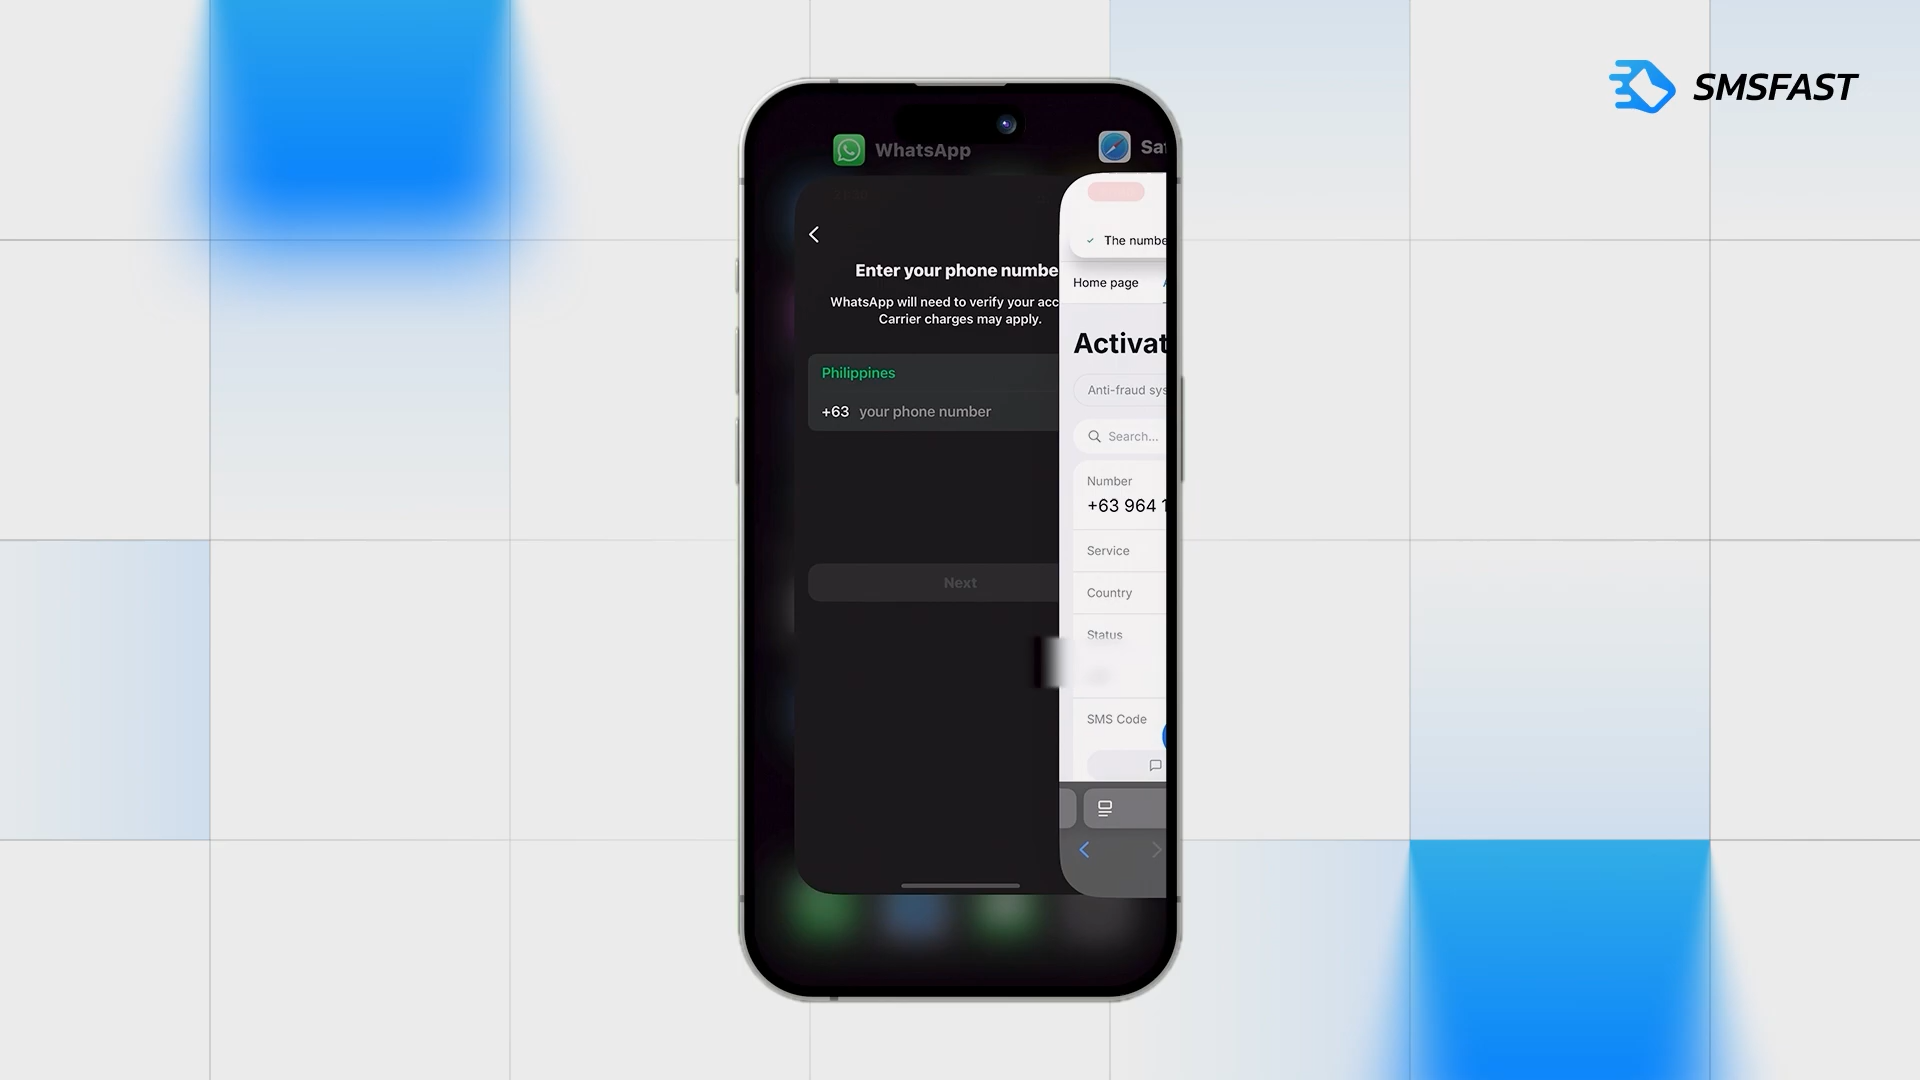 SMSFAST
WhatsApp
Enter your phone numbe
WhatsApp will need to verify your acc
Carrier charges may apply.
Philippines
+63 your phone number
Next
Saf
The numbe
Home page
Activat
Anti-fraud sys
Search...
Number
+63 964 1
Service
Country
Status
SMS Code